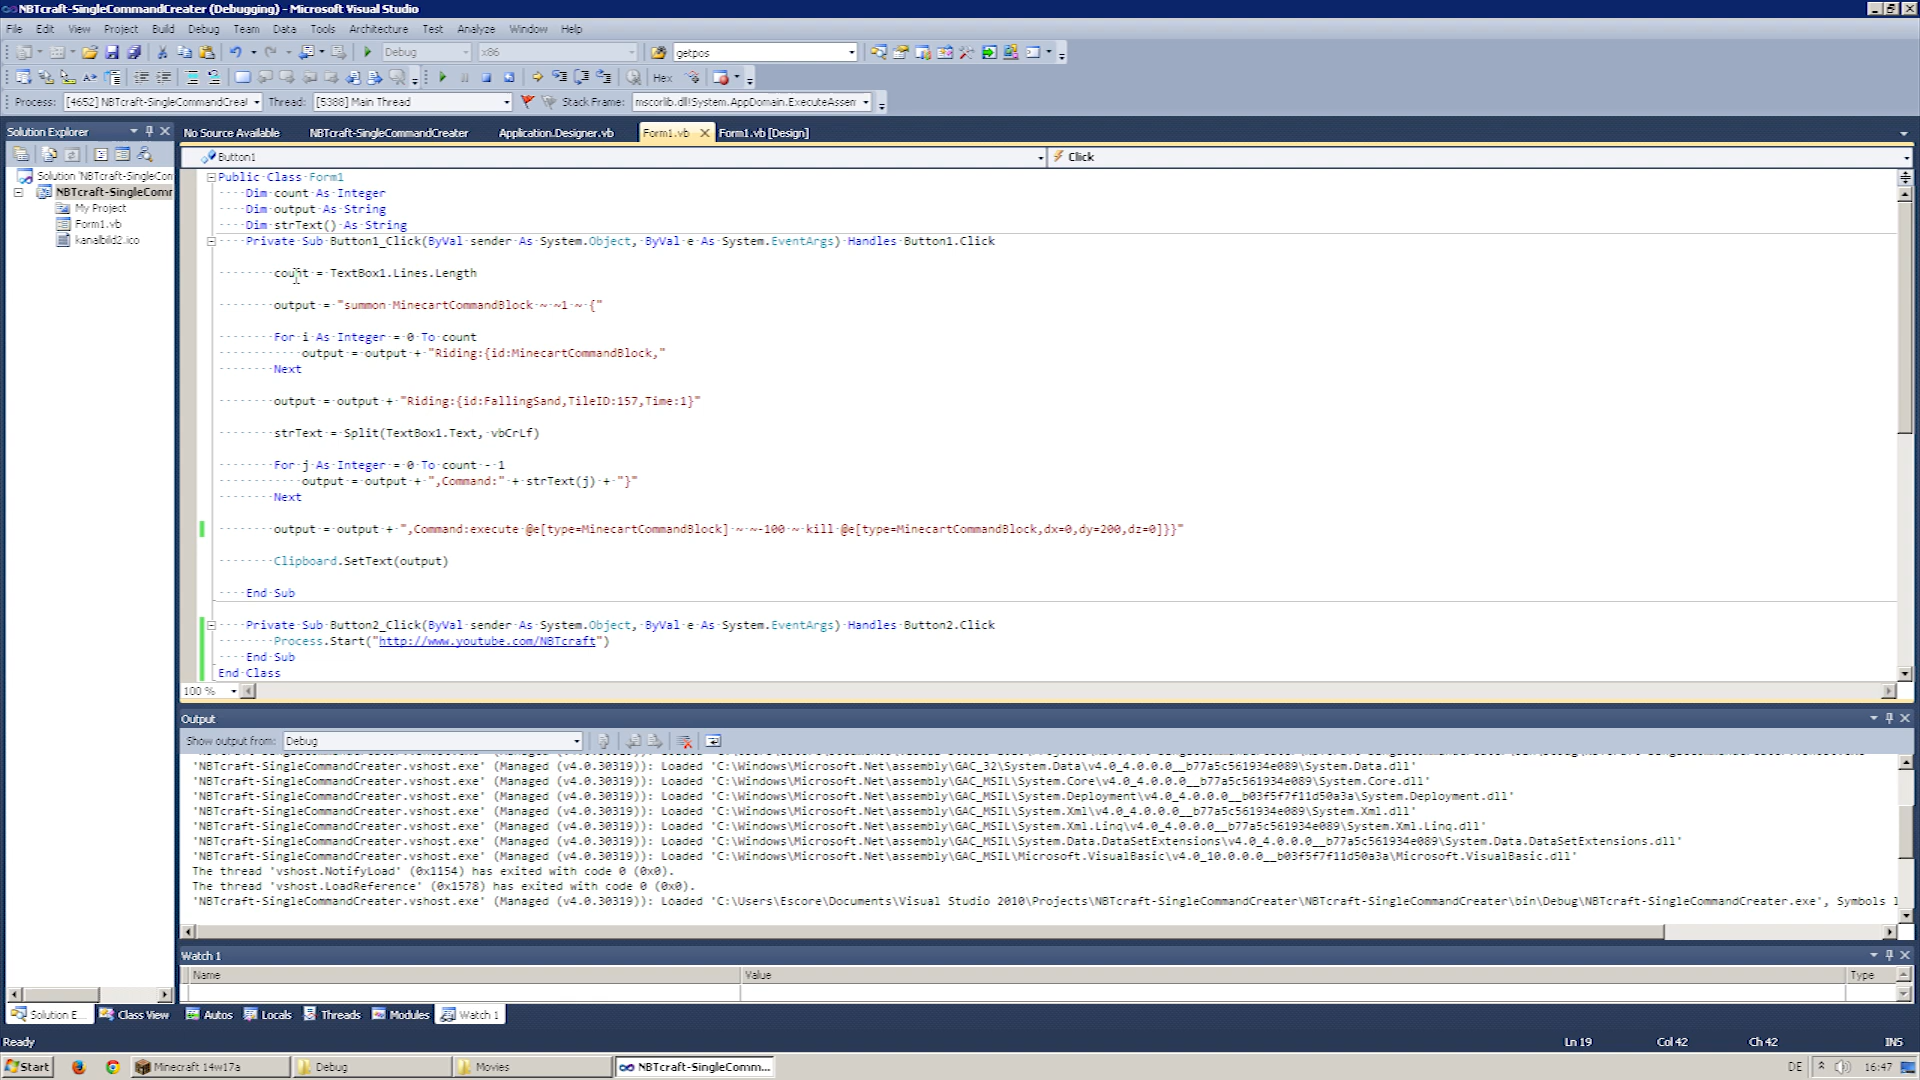 NBTcraft-SingleCommandCreater (Debugging) - Microsoft Visual Studio
File Edit View Project Build Debug Team Data Tools Architecture Test Analyze Window Help
Debug x86 getpos
Hex
Process: [4652] NBTcraft-SingleCommandCreat Thread: [5388] Main Thread Stack Frame: mscorlib.dll!System.AppDomain.ExecuteAssem
Solution Explorer
No Source Available NBTcraft-SingleCommandCreater Application.Designer.vb Form1.vb Form1.vb [Design]
Button1 Click
Solution 'NBTcraft-SingleCon
NBTcraft-SingleComm
My Project
Form1.vb
kanalbild2.ico
Public Class Form1
Dim count As Integer
Dim output As String
Dim strText() As String
Private Sub Button1_Click(ByVal sender As System.Object, ByVal e As System.EventArgs) Handles Button1.Click
count = TextBox1.Lines.Length
output = "summon MinecartCommandBlock ~ ~1 ~ {"
For i As Integer = 0 To count
output = output + "Riding:{id:MinecartCommandBlock,"
Next
output = output + "Riding:{id:FallingSand,TileID:157,Time:1}"
strText = Split(TextBox1.Text, vbCrLf)
For j As Integer = 0 To count - 1
output = output + ",Command:" + strText(j) + "}"
Next
output = output + ",Command:execute @e[type=MinecartCommandBlock] ~ ~-100 ~ kill @e[type=MinecartCommandBlock,dx=0,dy=200,dz=0]}}"
Clipboard.SetText(output)
End Sub
Private Sub Button2_Click(ByVal sender As System.Object, ByVal e As System.EventArgs) Handles Button2.Click
Process.Start("http://www.youtube.com/NBTcraft")
End Sub
End Class
100 %
Output
Show output from: Debug
'NBTcraft-SingleCommandCreater.vshost.exe' (Managed (v4.0.30319)): Loaded 'C:\Windows\Microsoft.Net\assembly\GAC_32\System.Data\v4.0_4.0.0.0__b77a5c561934e089\System.Data.dll'
'NBTcraft-SingleCommandCreater.vshost.exe' (Managed (v4.0.30319)): Loaded 'C:\Windows\Microsoft.Net\assembly\GAC_MSIL\System.Core\v4.0_4.0.0.0__b77a5c561934e089\System.Core.dll'
'NBTcraft-SingleCommandCreater.vshost.exe' (Managed (v4.0.30319)): Loaded 'C:\Windows\Microsoft.Net\assembly\GAC_MSIL\System.Deployment\v4.0_4.0.0.0__b03f5f7f11d50a3a\System.Deployment.dll'
'NBTcraft-SingleCommandCreater.vshost.exe' (Managed (v4.0.30319)): Loaded 'C:\Windows\Microsoft.Net\assembly\GAC_MSIL\System.Xml\v4.0_4.0.0.0__b77a5c561934e089\System.Xml.dll'
'NBTcraft-SingleCommandCreater.vshost.exe' (Managed (v4.0.30319)): Loaded 'C:\Windows\Microsoft.Net\assembly\GAC_MSIL\System.Xml.Linq\v4.0_4.0.0.0__b77a5c561934e089\System.Xml.Linq.dll'
'NBTcraft-SingleCommandCreater.vshost.exe' (Managed (v4.0.30319)): Loaded 'C:\Windows\Microsoft.Net\assembly\GAC_MSIL\System.Data.DataSetExtensions\v4.0_4.0.0.0__b77a5c561934e089\System.Data.DataSetExtensions.dll'
'NBTcraft-SingleCommandCreater.vshost.exe' (Managed (v4.0.30319)): Loaded 'C:\Windows\Microsoft.Net\assembly\GAC_MSIL\Microsoft.VisualBasic\v4.0_10.0.0.0__b03f5f7f11d50a3a\Microsoft.VisualBasic.dll'
The thread 'vshost.NotifyLoad' (0x1154) has exited with code 0 (0x0).
The thread 'vshost.LoadReference' (0x1578) has exited with code 0 (0x0).
'NBTcraft-SingleCommandCreater.vshost.exe' (Managed (v4.0.30319)): Loaded 'C:\Users\Escore\Documents\Visual Studio 2010\Projects\NBTcraft-SingleCommandCreater\NBTcraft-SingleCommandCreater\bin\Debug\NBTcraft-SingleCommandCreater.exe', Symbols l
Watch 1
Name Value Type
Solution E... Class View Autos Locals Threads Modules Watch 1
Ready Ln 19 Col 42 Ch 42 INS
Start Minecraft 14w17a Debug Movies NBTcraft-SingleComm... DE 16:47